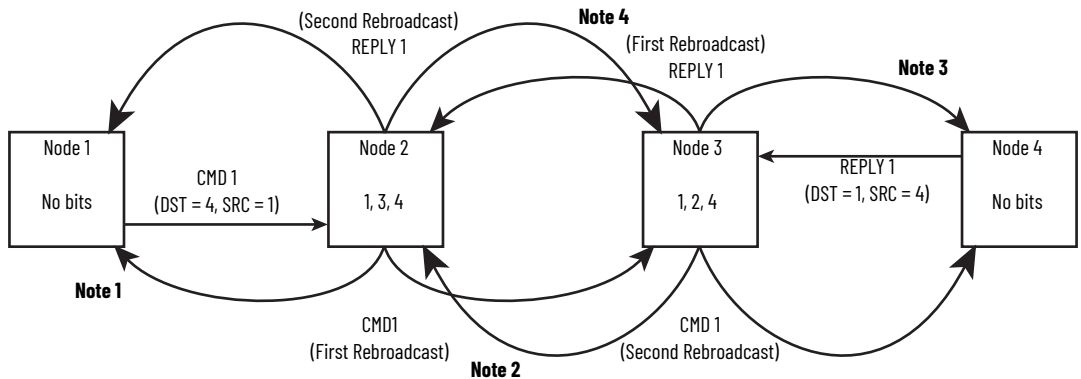 (Second Rebroadcast)
REPLY 1
Note 4
(First Rebroadcast)
REPLY 1
Note 3
Node 1
No bits
CMD 1
(DST = 4, SRC = 1)
Node 2
1, 3, 4
Node 3
1, 2, 4
REPLY 1
(DST = 1, SRC = 4)
Node 4
No bits
Note 1
CMD1
(First Rebroadcast)
Note 2
CMD 1
(Second Rebroadcast)